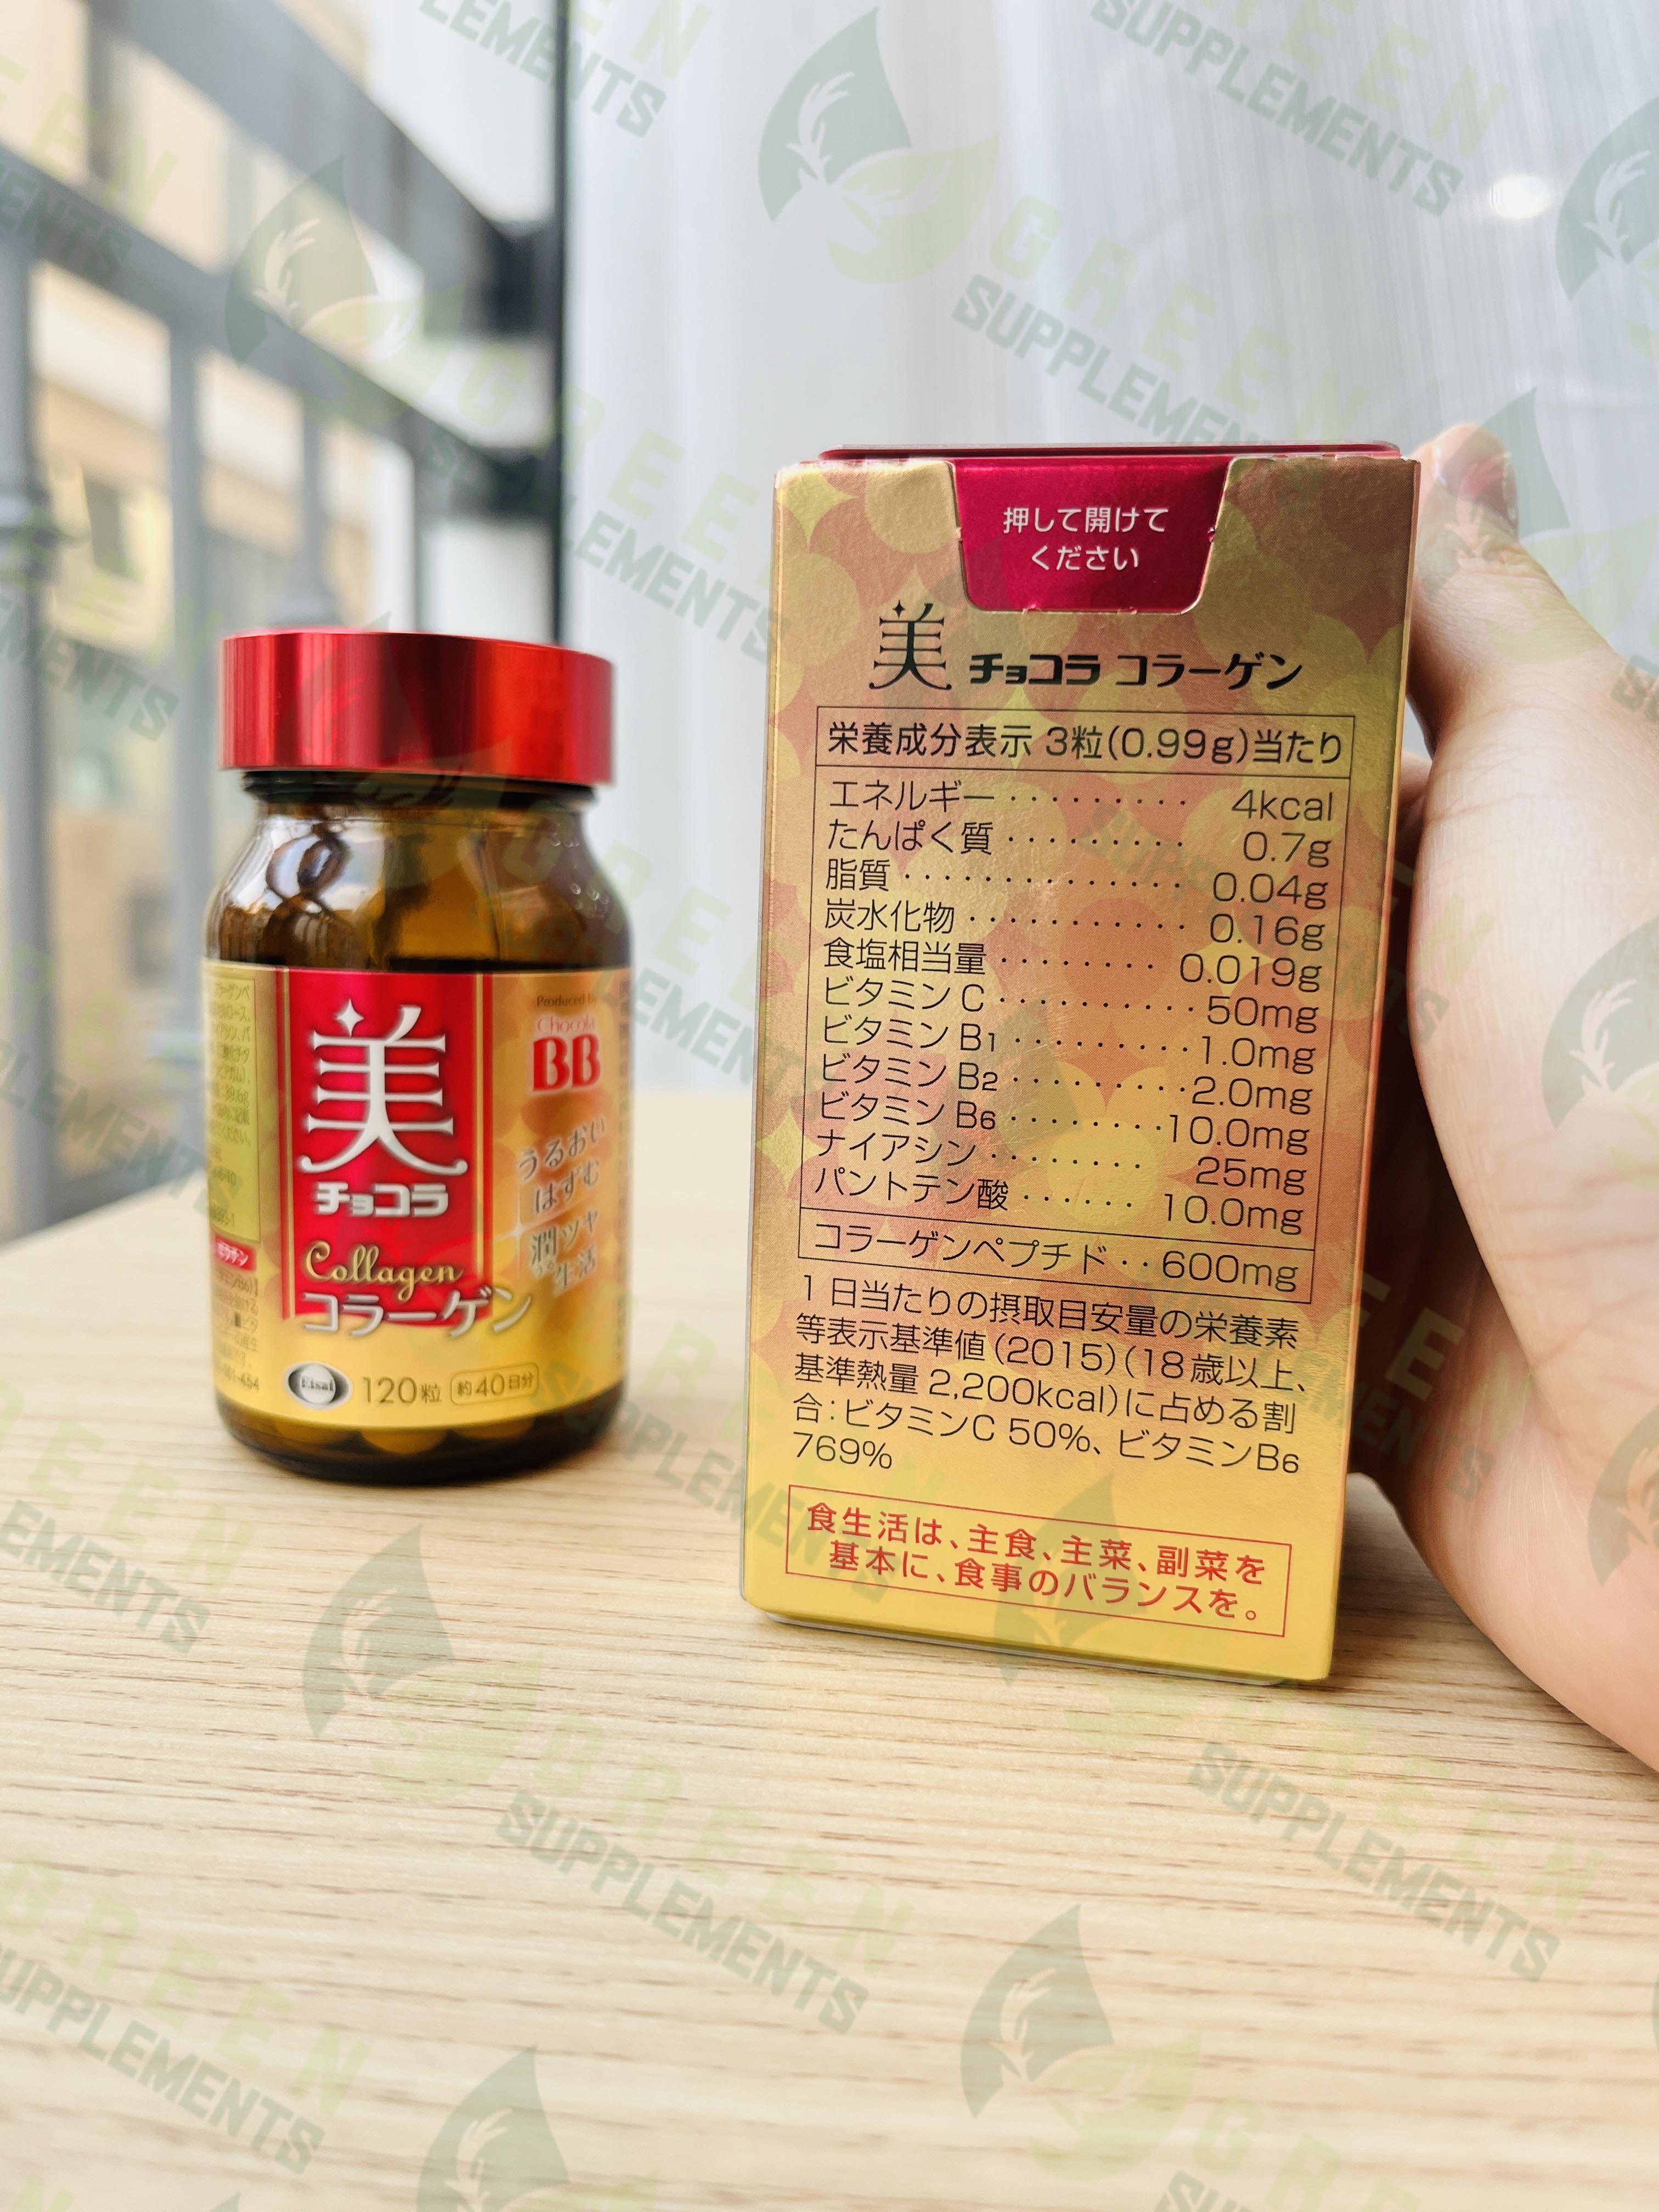 押して開けて
ください
美 チョコラ コラーゲン
栄養成分表示 3粒(0.99g)当たり
エネルギー ········· 4kcal
たんぱく質 ········· 0.7g
脂質 ·············· 0.04g
炭水化物 ·········· 0.16g
食塩相当量 ········ 0.019g
ビタミン C ·········· 50mg
ビタミン B1 ········· 1.0mg
ビタミン B2 ········· 2.0mg
ビタミン B6 ········ 10.0mg
ナイアシン ········ 25mg
パントテン酸 ······ 10.0mg
コラーゲンペプチド ·· 600mg
1日当たりの摂取目安量の栄養素
等表示基準値(2015)(18歳以上、
基準熱量 2,200kcal)に占める割
合:ビタミンC 50%、ビタミンB6
769%
食生活は、主食、主菜、副菜を
基本に、食事のバランスを。
美
チョコラ
Collagen
コラーゲン
Eisai 120粒 約40日分
Produced by
Chocola
BB
うるおい
はずむ
潤ツヤ
生活
ゼラチン
GREEN
SUPPLEMENTS